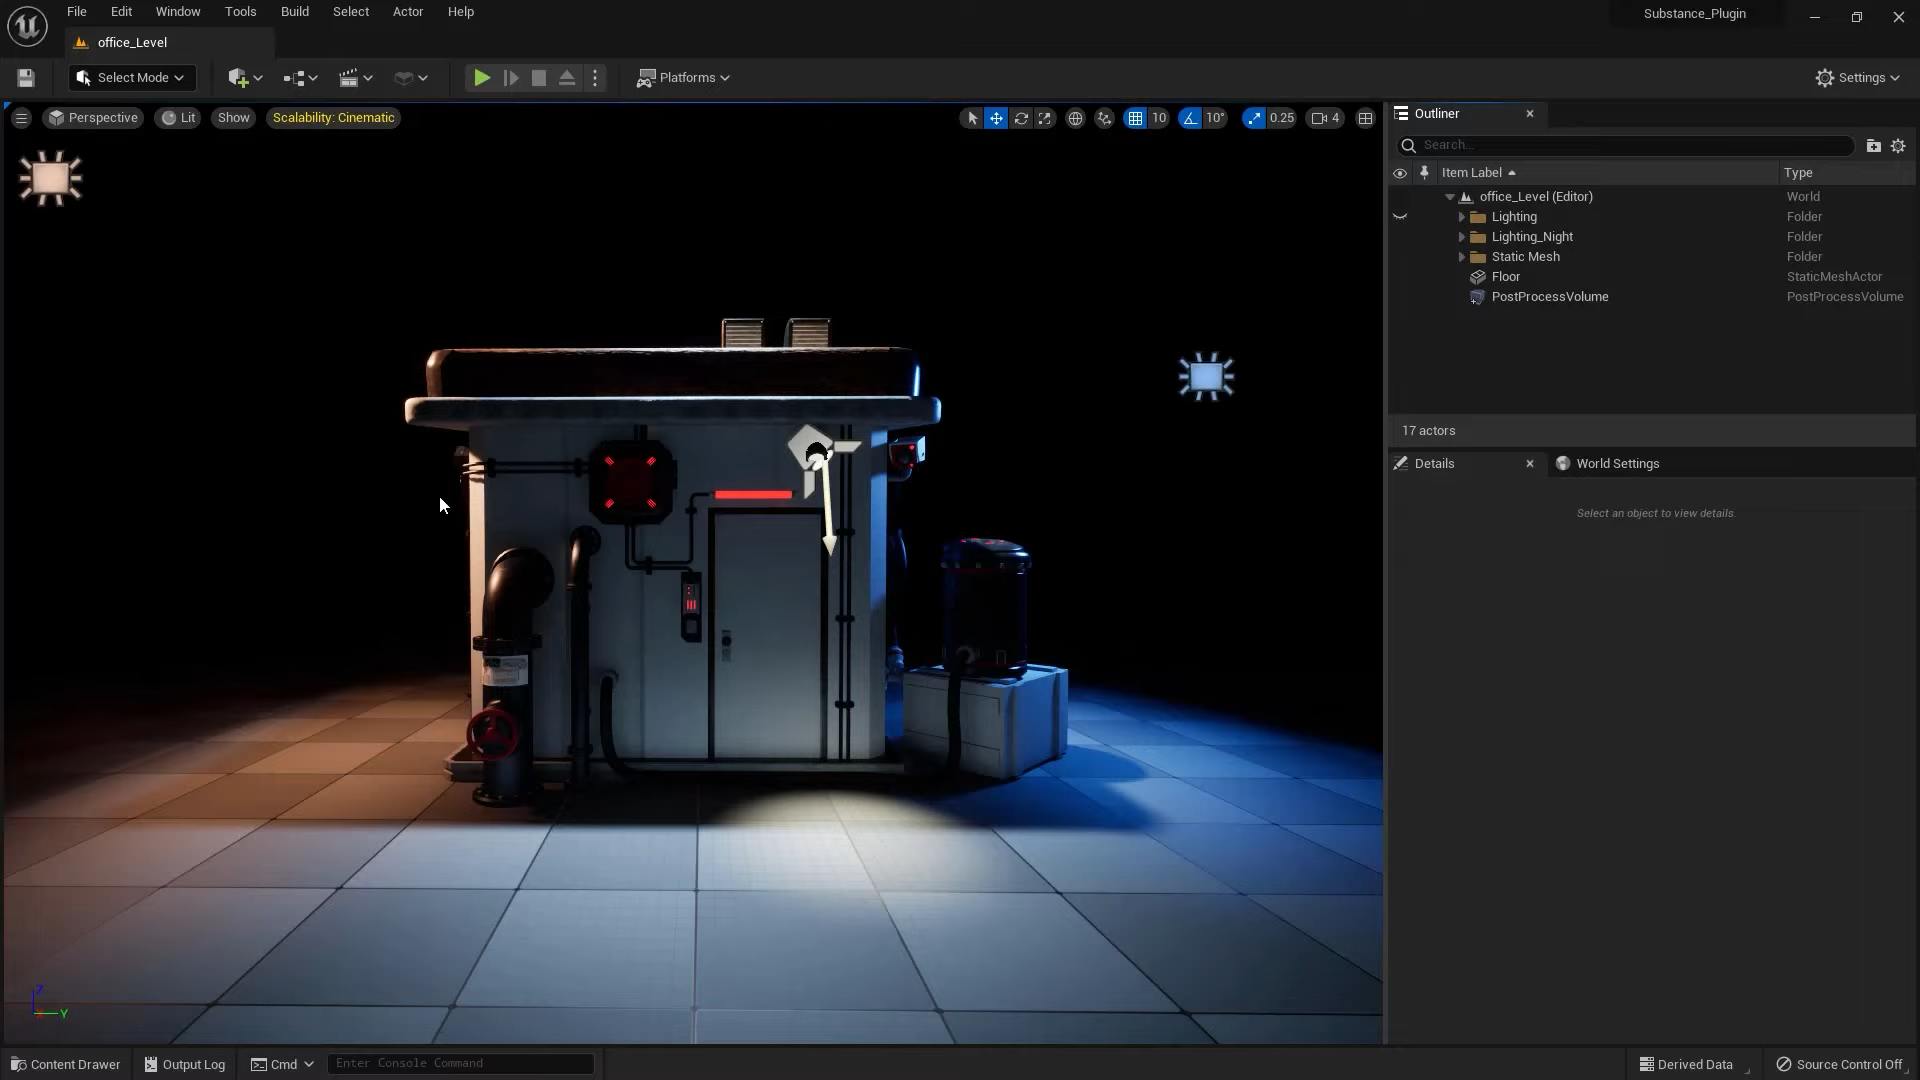 File Edit Window Tools Build Select Actor Help
Substance_Plugin
office_Level
Select Mode
Platforms
Settings
Perspective
Lit
Show
Scalability: Cinematic
10
10°
0.25
4
Outliner
Search...
Item Label
Type
office_Level (Editor)
World
Lighting
Folder
Lighting_Night
Folder
Static Mesh
Folder
Floor
StaticMeshActor
PostProcessVolume
PostProcessVolume
17 actors
Details
World Settings
Select an object to view details.
Z
Y
Content Drawer
Output Log
Cmd
Enter Console Command
Derived Data
Source Control Off